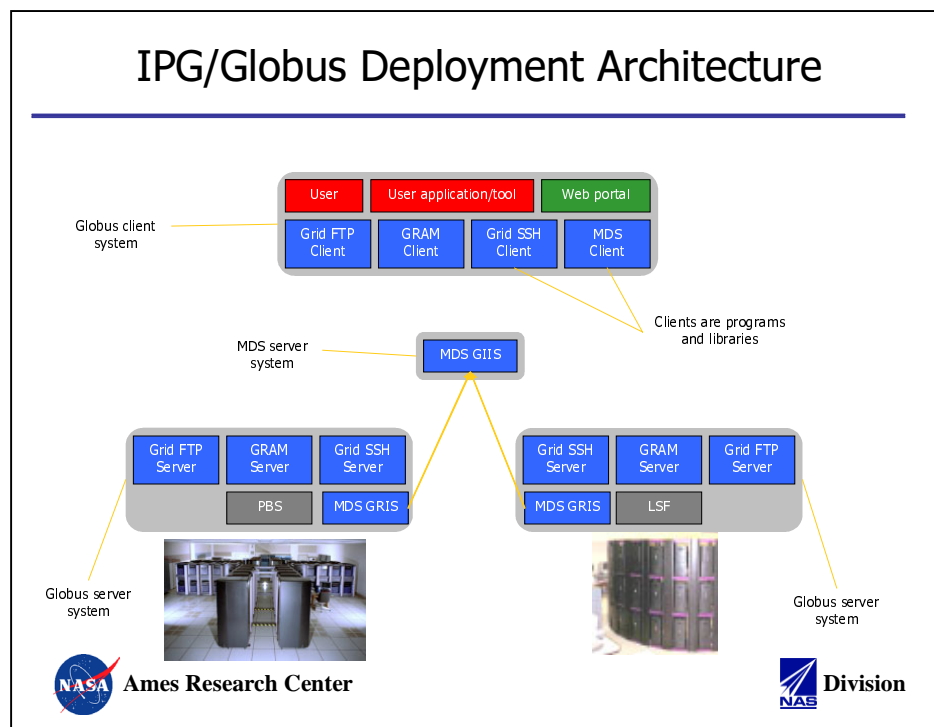 IPG/Globus Deployment Architecture
User
User application/tool
Web portal
Globus client
system
Grid FTP
Client
GRAM
Client
Grid SSH
Client
MDS
Client
Clients are programs
and libraries
MDS server
system
MDS GIIS
Grid FTP
Server
GRAM
Server
Grid SSH
Server
PBS
MDS GRIS
Grid SSH
Server
GRAM
Server
Grid FTP
Server
MDS GRIS
LSF
Globus server
system
Globus server
system
NASA
Ames Research Center
NAS
Division